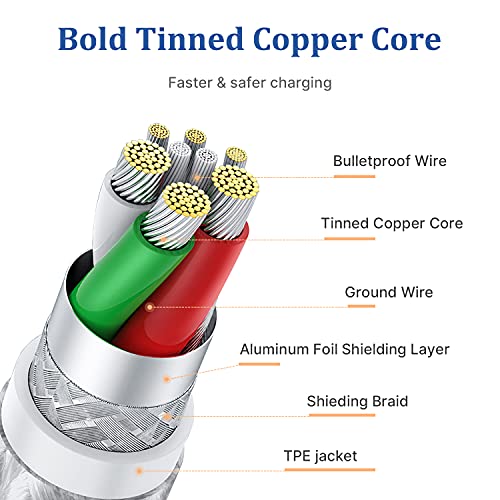 Bold Tinned Copper Core
Faster & safer charging
Bulletproof Wire
Tinned Copper Core
Ground Wire
Aluminum Foil Shielding Layer
Shieding Braid
TPE jacket